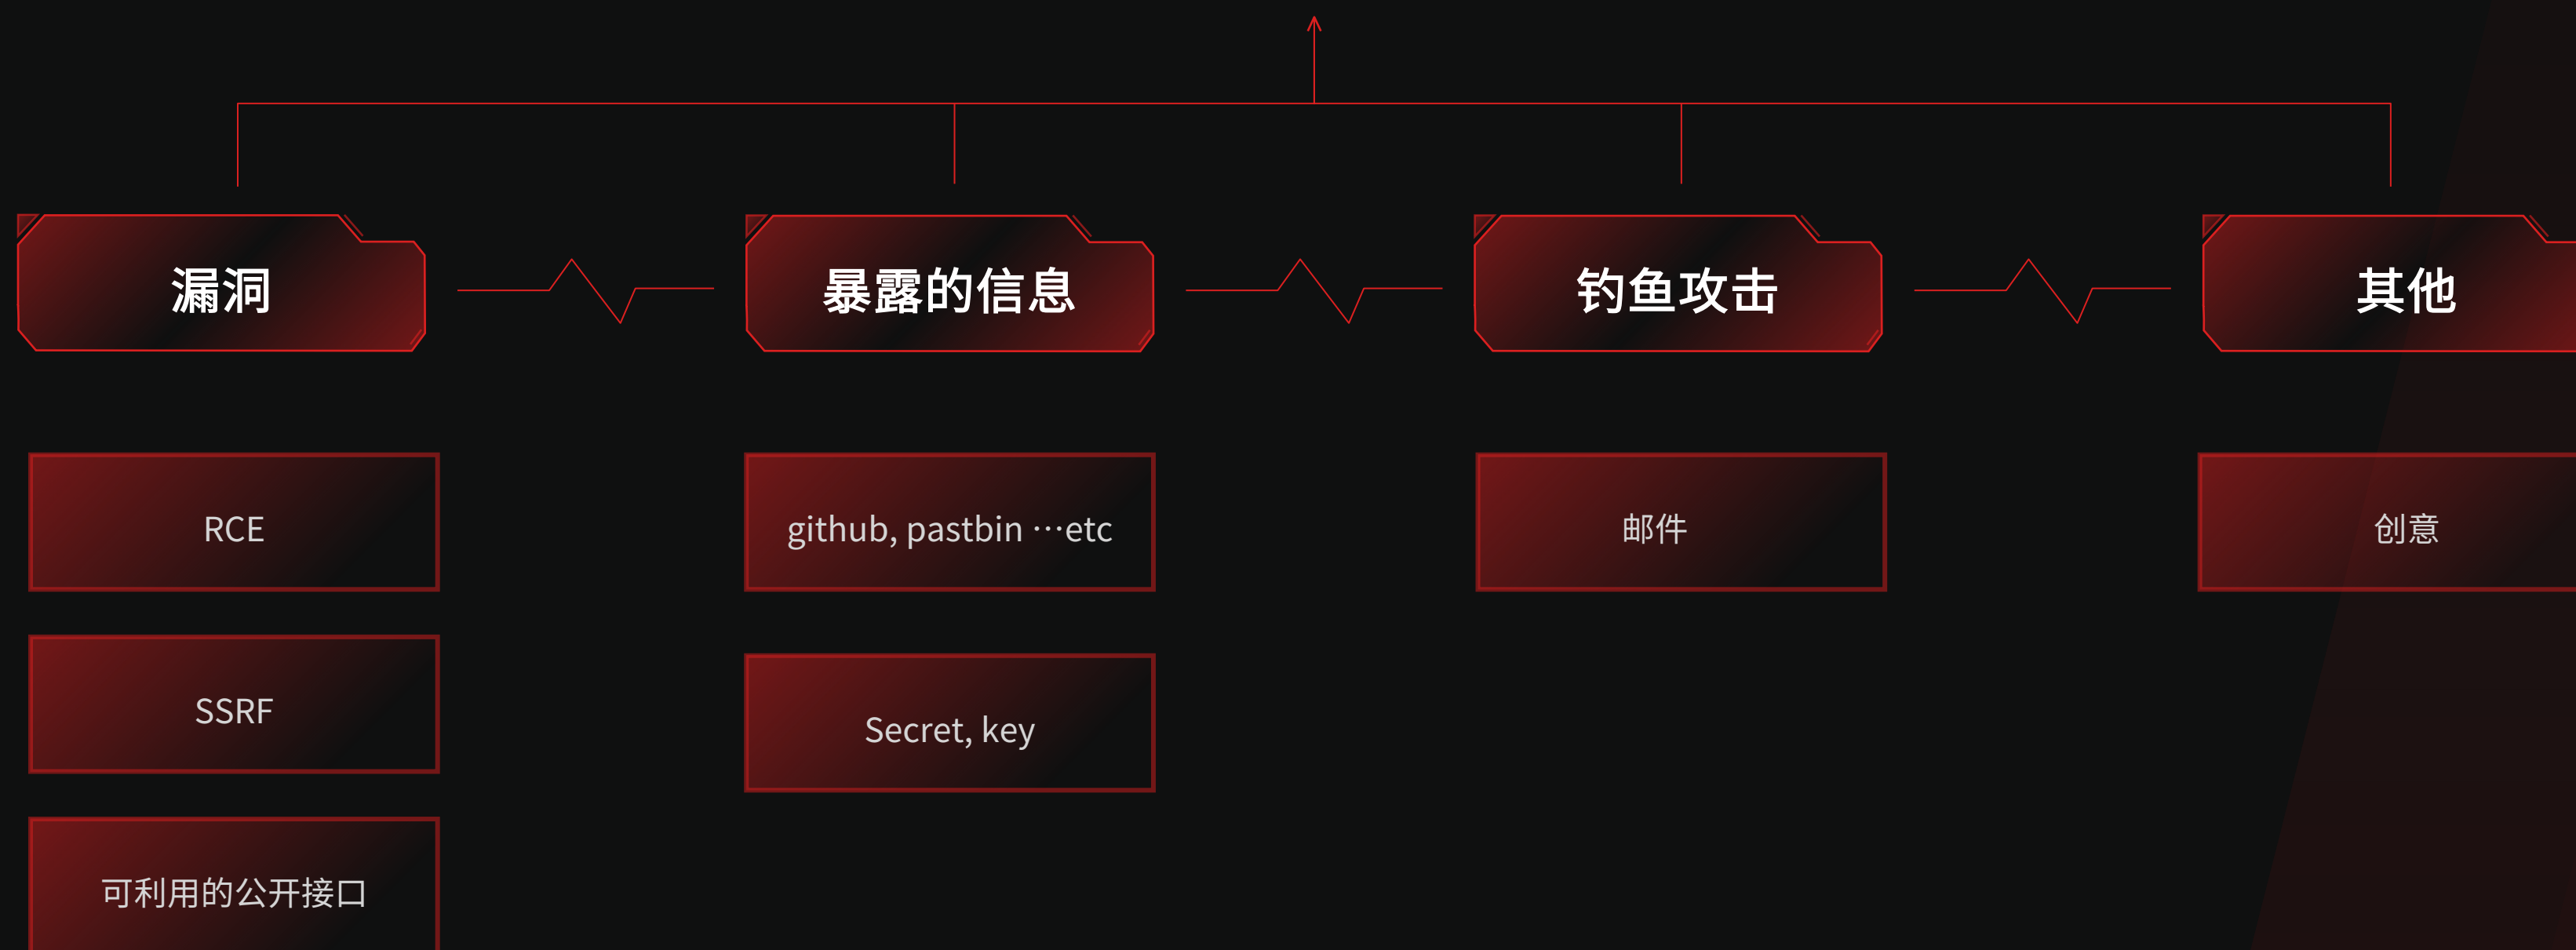 漏洞
暴露的信息
钓鱼攻击
其他
RCE
github, pastbin …etc
邮件
创意
SSRF
Secret, key
可利用的公开接口